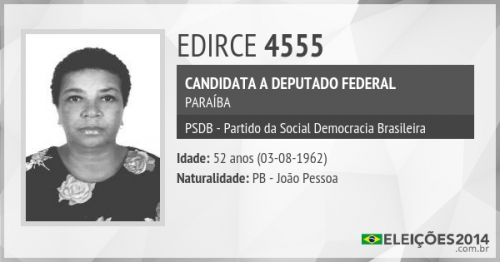 EDIRCE 4555
CANDIDATA A DEPUTADO FEDERAL
PARAÍBA
PSDB - Partido da Social Democracia Brasileira
Idade: 52 anos (03-08-1962)
Naturalidade: PB - João Pessoa
ELEIÇÕES2014
.com.br